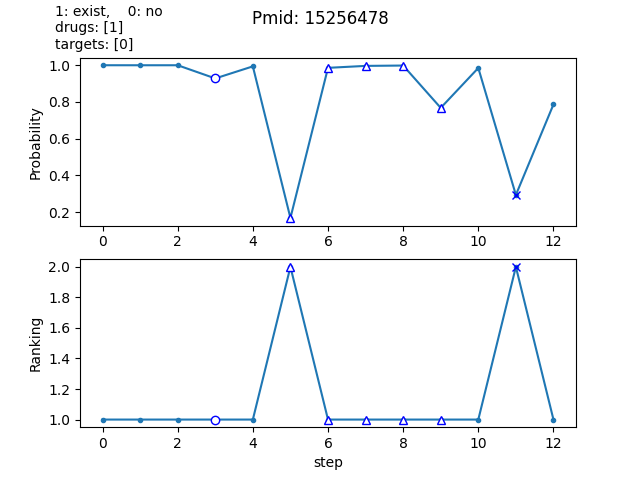 1: exist,    0: no
Pmid: 15256478
drugs: [1]
targets: [0]
1.0
0.8
0.6
0.4
0.2
Probability
0 2 4 6 8 10 12
2.0
1.8
1.6
1.4
1.2
1.0
Ranking
0 2 4 6 8 10 12
step